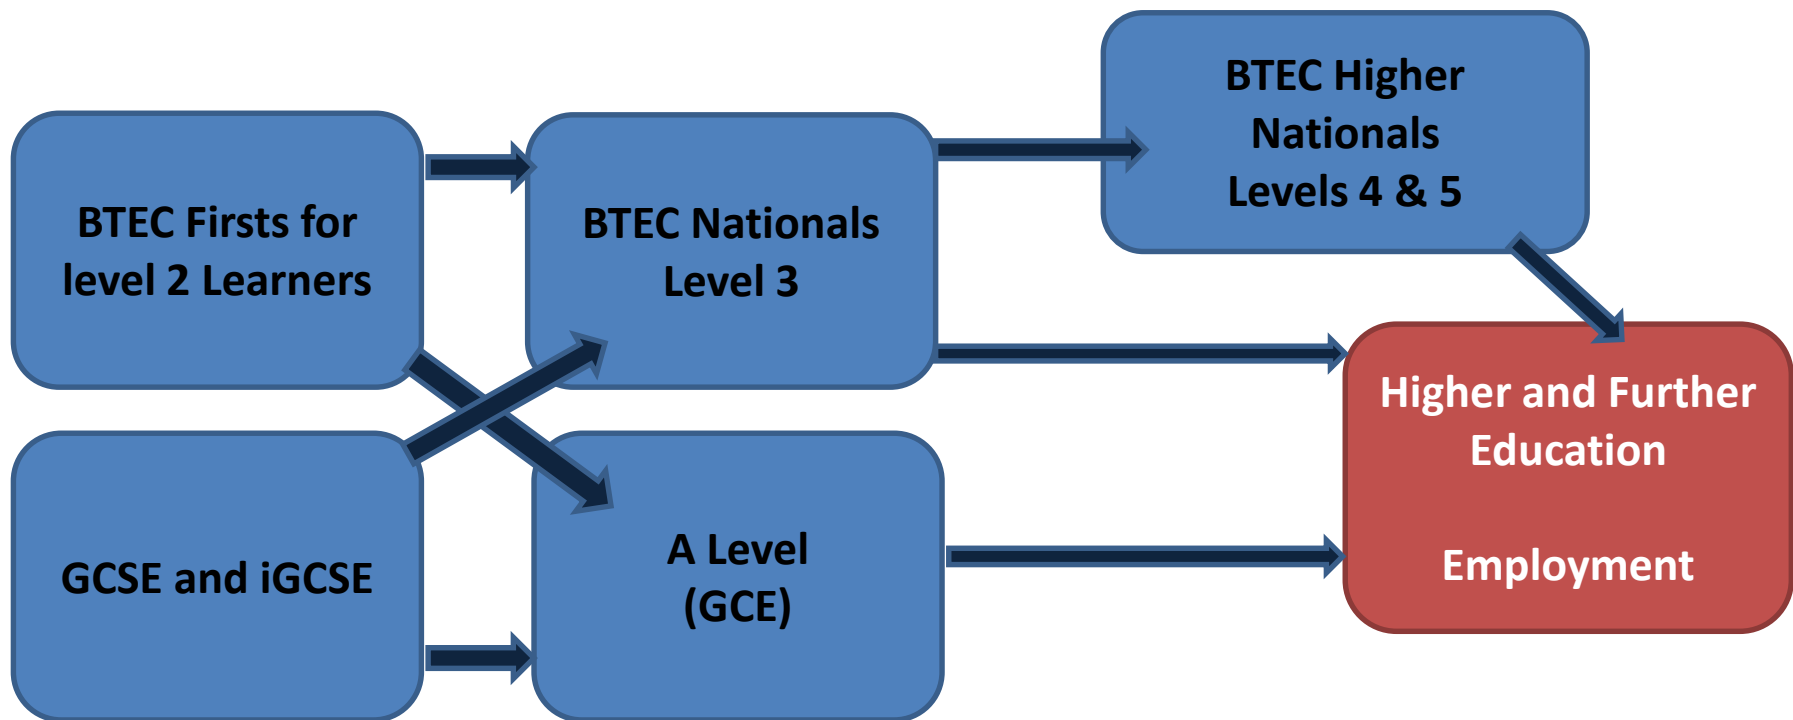 BTEC Firsts for
level 2 Learners
BTEC Nationals
Level 3
BTEC Higher
Nationals
Levels 4 & 5
GCSE and iGCSE
A Level
(GCE)
Higher and Further
Education
Employment